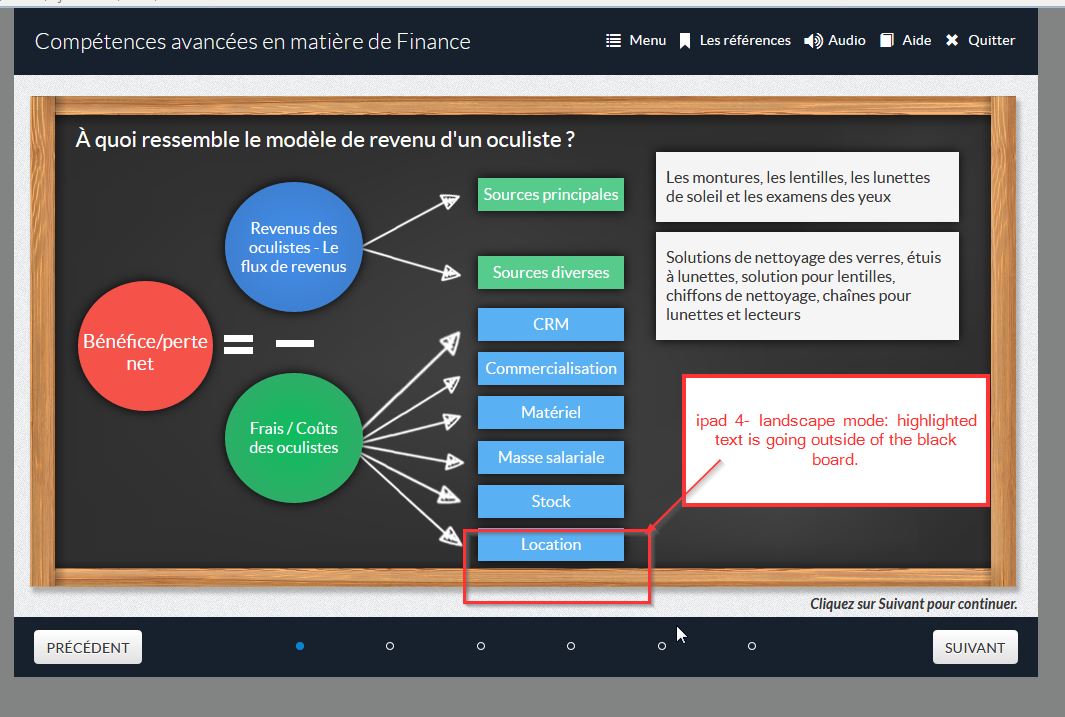 Compétences avancées en matière de Finance
Menu
Les références
Audio
Aide
Quitter
À quoi ressemble le modèle de revenu d'un oculiste ?
Bénéfice/perte
net
Revenus des
oculistes - Le
flux de revenus
Frais / Coûts
des oculistes
Sources principales
Sources diverses
CRM
Commercialisation
Matériel
Masse salariale
Stock
Location
Les montures, les lentilles, les lunettes
de soleil et les examens des yeux
Solutions de nettoyage des verres, étuis
à lunettes, solution pour lentilles,
chiffons de nettoyage, chaînes pour
lunettes et lecteurs
ipad 4- landscape mode: highlighted
text is going outside of the black
board.
Cliquez sur Suivant pour continuer.
PRÉCÉDENT
SUIVANT